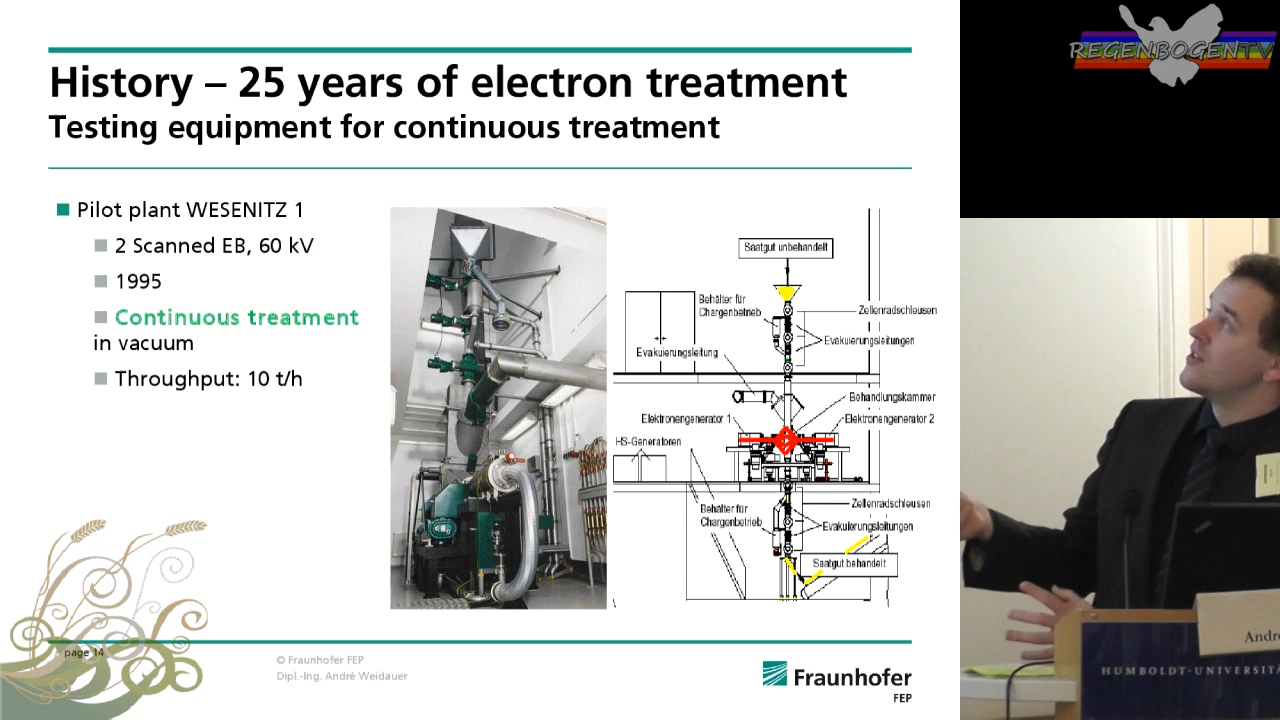 History – 25 years of electron treatment
Testing equipment for continuous treatment
Pilot plant WESENITZ 1
2 Scanned EB, 60 kV
1995
Continuous treatment
in vacuum
Throughput: 10 t/h
Saatgut unbehandelt
Behälter für
Chargenbetrieb
Zellenradschleusen
Evakuierungsleitungen
Evakuierungsleitung
Behandlungskammer
Elektronengenerator 1
Elektronengenerator 2
HS-Generatoren
Zellenradschleusen
Behälter für
Chargenbetrieb
Evakuierungsleitungen
Saatgut behandelt
page 14
© Fraunhofer FEP
Dipl.-Ing. André Weidauer
Fraunhofer
FEP
REGENBOGENTV
André
HUMBOLDT-UNIVERSITÄ